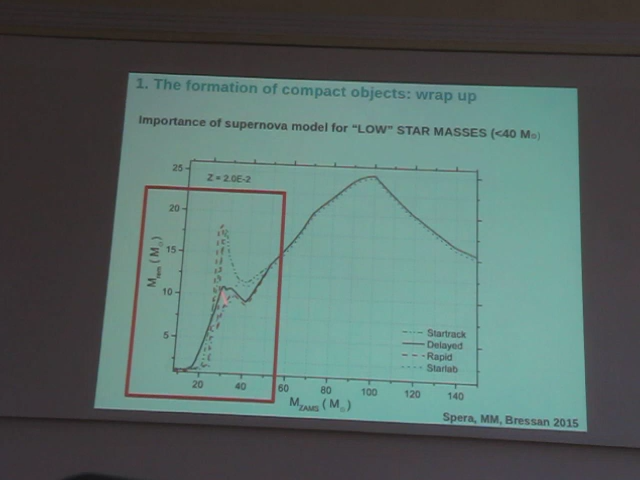 1. The formation of compact objects: wrap up
Importance of supernova model for “LOW” STAR MASSES (<40 M☉)
Z = 2.0E-2
25
20
15
10
5
Mrem ( M☉ )
20 40 60 80 100 120 140
MZAMS ( M☉ )
Startrack
Delayed
Rapid
Starlab
Spera, MM, Bressan 2015